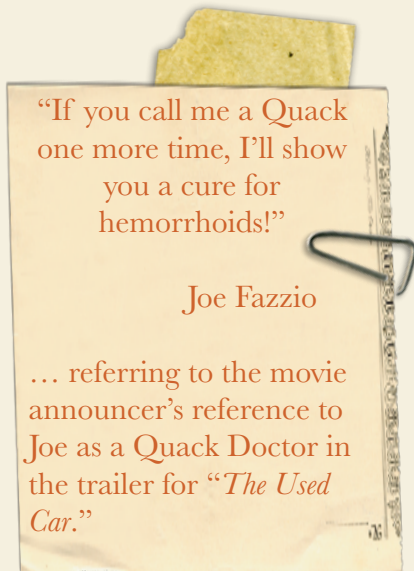 “If you call me a Quack
one more time, I’ll show
you a cure for
hemorrhoids!”
Joe Fazzio
… referring to the movie
announcer’s reference to
Joe as a Quack Doctor in
the trailer for “The Used
Car.”